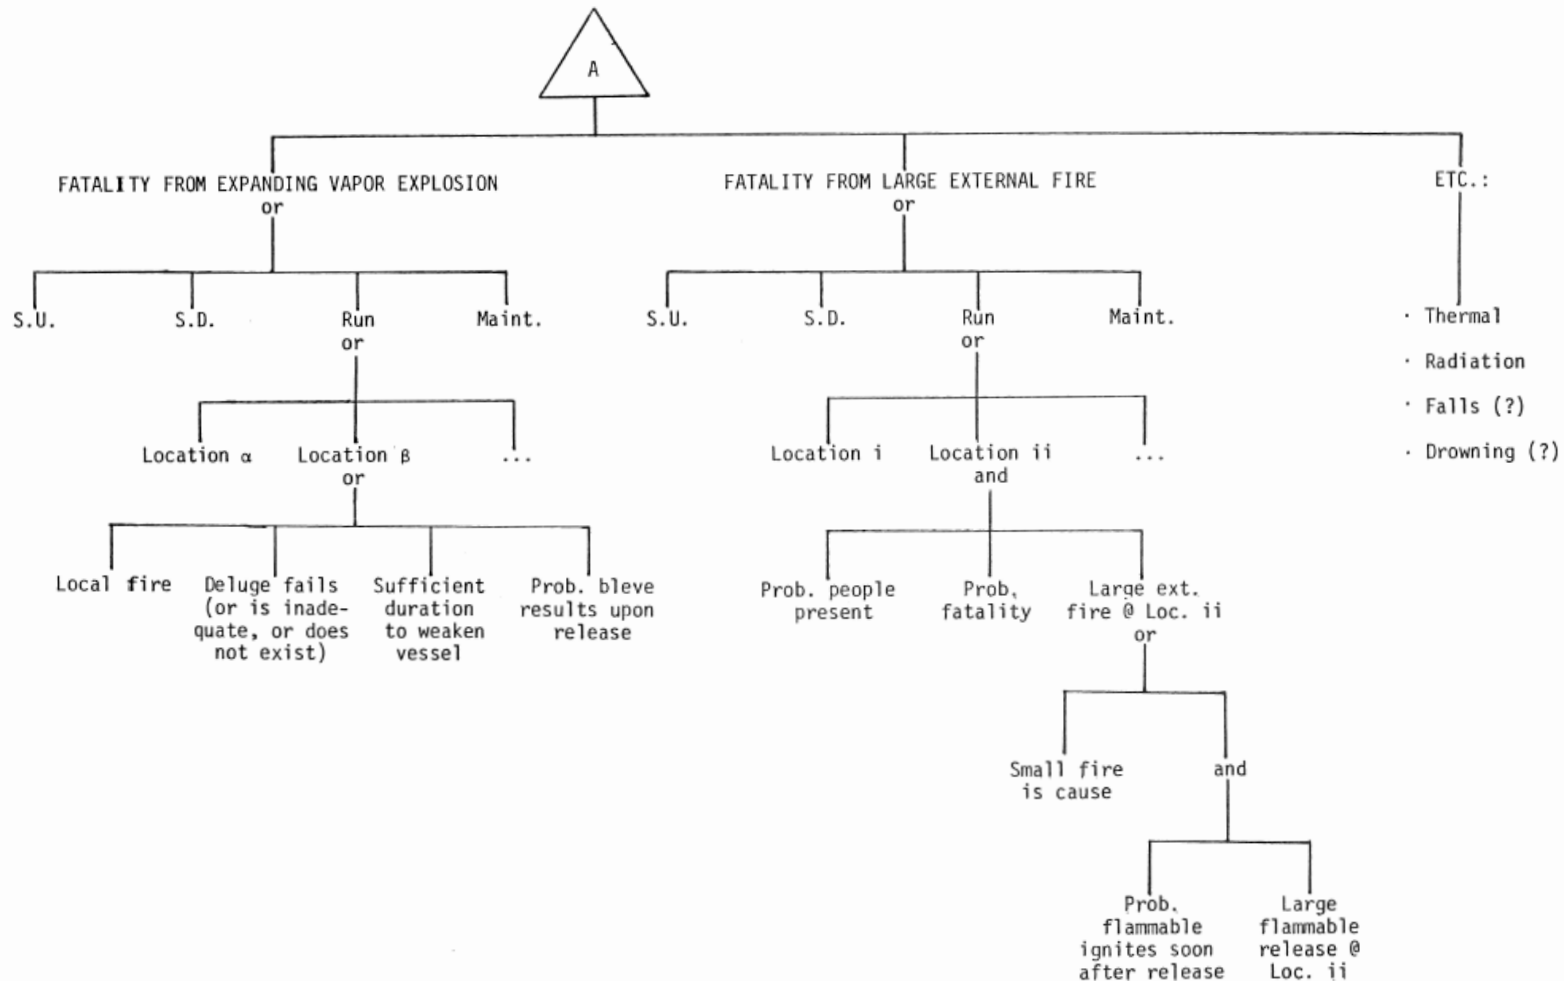 A
FATALITY FROM EXPANDING VAPOR EXPLOSION
or
S.U.
S.D.
Run
or
Maint.
Location α
Location β
or
...
Local fire
Deluge fails
(or is inade-
quate, or does
not exist)
Sufficient
duration
to weaken
vessel
Prob. bleve
results upon
release
FATALITY FROM LARGE EXTERNAL FIRE
or
S.U.
S.D.
Run
or
Maint.
Location i
Location ii
and
...
Prob. people
present
Prob.
fatality
Large ext.
fire @ Loc. ii
or
Small fire
is cause
and
Prob.
flammable
ignites soon
after release
Large
flammable
release @
Loc. ii
ETC.:
· Thermal
· Radiation
· Falls (?)
· Drowning (?)